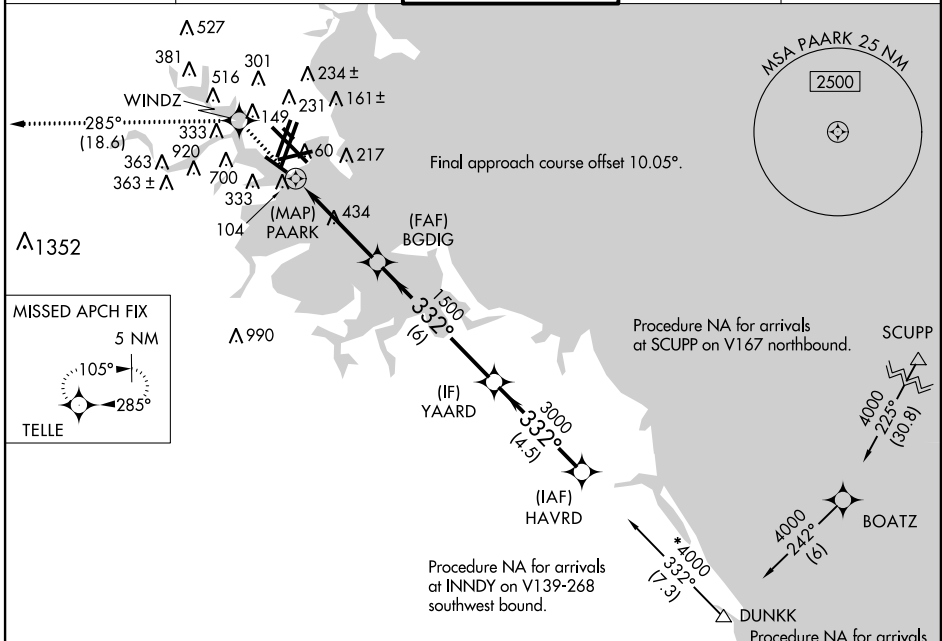 527
381
301
234 ±
516
WINDZ
149
231
161 ±
285°
(18.6)
333
60
217
920
363
363 ±
700
333
104
(MAP)
PAARK
434
(FAF)
BGDIG
1352
Final approach course offset 10.05°.
MSA PAARK 25 NM
2500
MISSED APCH FIX
5 NM
105°
285°
TELLE
990
1500
332°
(6)
(IF)
YAARD
3000
332°
(4.5)
(IAF)
HAVRD
Procedure NA for arrivals
at SCUPP on V167 northbound.
SCUPP
4000
225°
(30.8)
BOATZ
4000
242°
(6)
Procedure NA for arrivals
at INNDY on V139-268
southwest bound.
*4000
332°
(7.3)
DUNKK
Procedure NA for arrivals